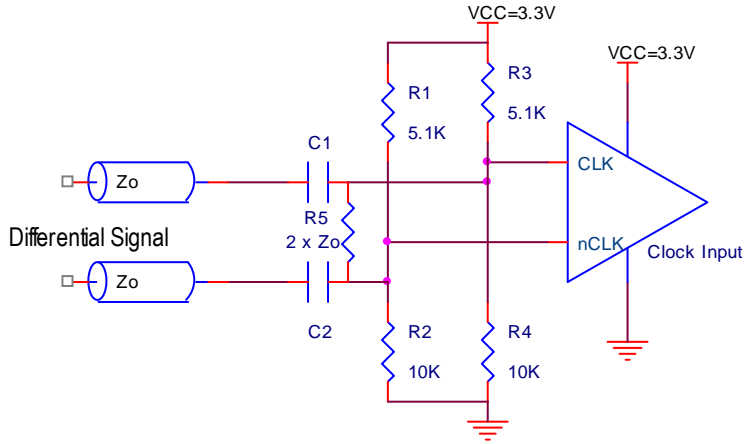 VCC=3.3V
VCC=3.3V
R1
5.1K
R3
5.1K
C1
Zo
CLK
R5
2 x Zo
Differential Signal
nCLK
Clock Input
Zo
C2
R2
10K
R4
10K